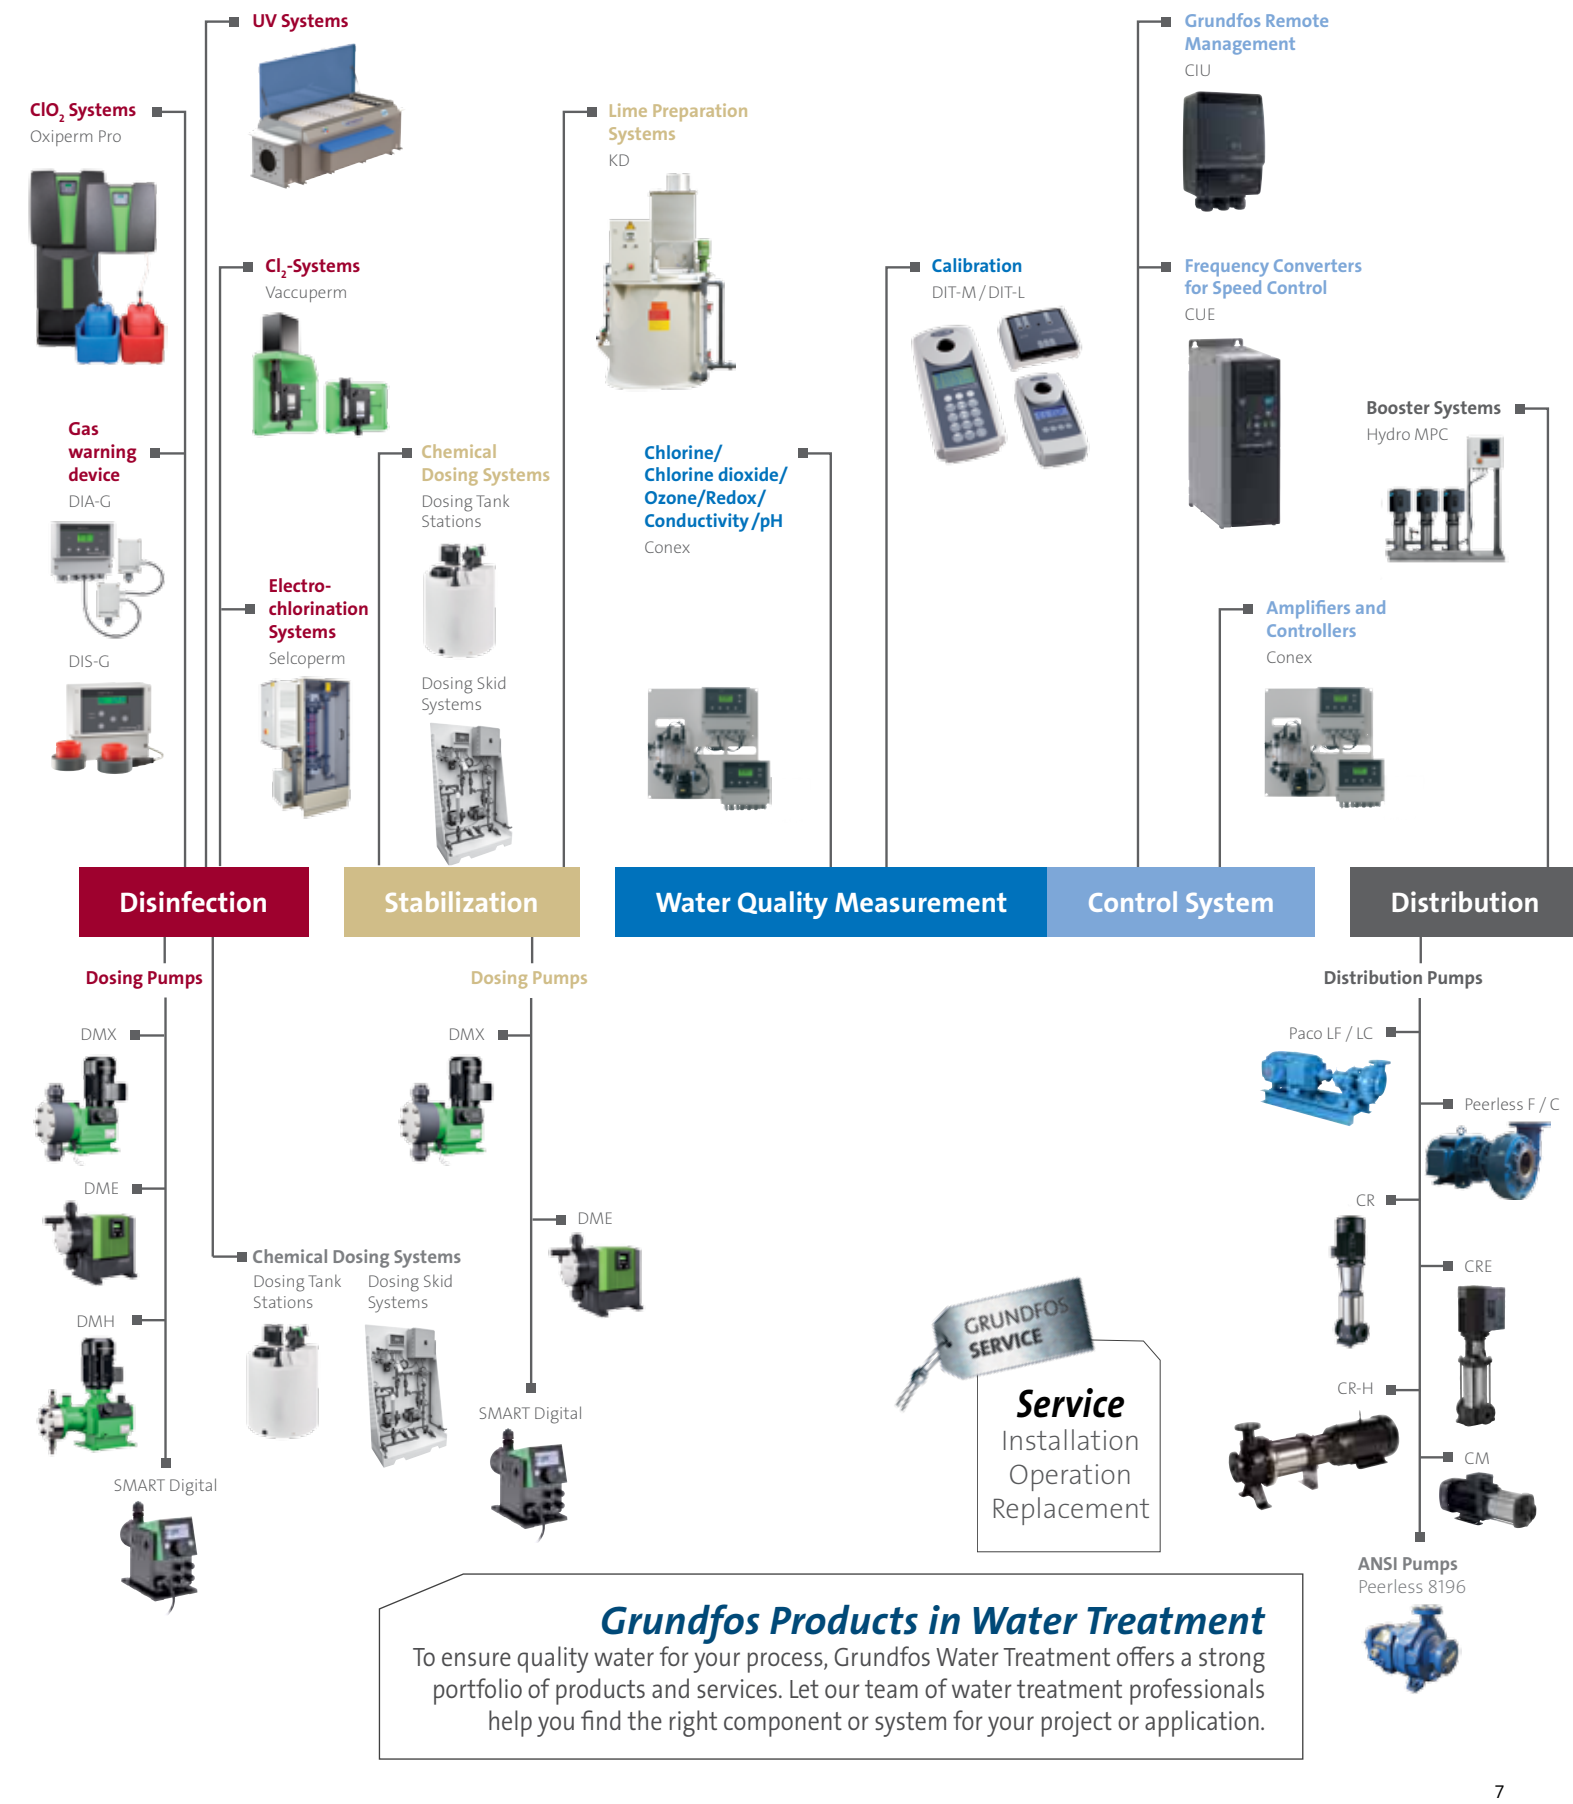 UV Systems
Grundfos Remote
Management
CIU
ClO2 Systems
Oxiperm Pro
Lime Preparation
Systems
KD
Cl2-Systems
Vaccuperm
Calibration
DIT-M / DIT-L
Frequency Converters
for Speed Control
CUE
Booster Systems
Hydro MPC
Gas
warning
device
DIA-G
DIS-G
Chemical
Dosing Systems
Dosing Tank
Stations
Dosing Skid
Systems
Chlorine/
Chlorine dioxide/
Ozone/Redox/
Conductivity/pH
Conex
Electro-
chlorination
Systems
Selcoperm
Amplifiers and
Controllers
Conex
Disinfection
Stabilization
Water Quality Measurement
Control System
Distribution
Dosing Pumps
DMX
DME
DMH
SMART Digital
Chemical Dosing Systems
Dosing Tank
Stations
Dosing Skid
Systems
Dosing Pumps
DMX
DME
SMART Digital
Distribution Pumps
Paco LF / LC
Peerless F / C
CR
CRE
CR-H
CM
ANSI Pumps
Peerless 8196
GRUNDFOS
SERVICE
Service
Installation
Operation
Replacement
Grundfos Products in Water Treatment
To ensure quality water for your process, Grundfos Water Treatment offers a strong
portfolio of products and services. Let our team of water treatment professionals
help you find the right component or system for your project or application.
7